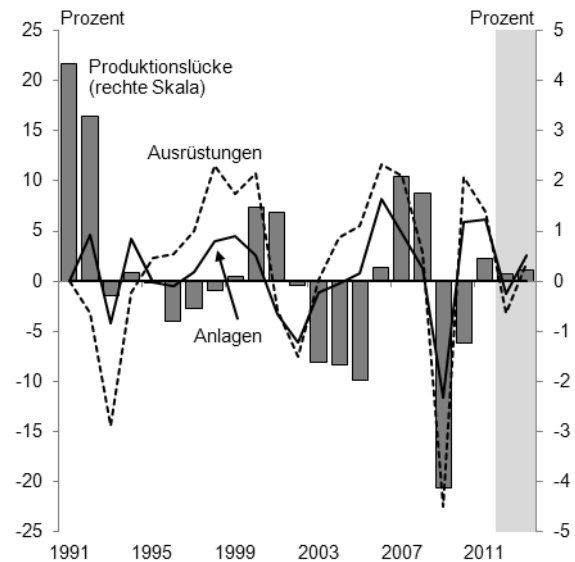 Prozent Prozent
25 5
20 4
Produktionslücke
(rechte Skala)
15 3
Ausrüstungen
10 2
5 1
0 0
Anlagen
-5 -1
-10 -2
-15 -3
-20 -4
-25 -5
1991 1995 1999 2003 2007 2011